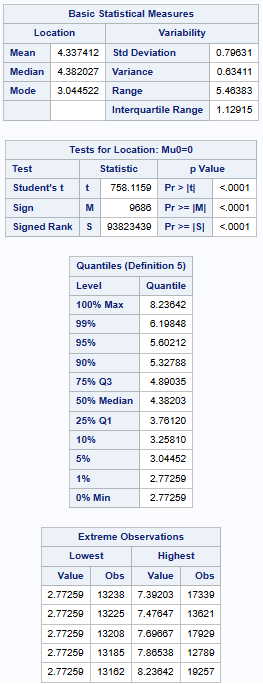 Basic Statistical Measures
Location Variability
Mean 4.337412 Std Deviation 0.79631
Median 4.382027 Variance 0.63411
Mode 3.044522 Range 5.46383
Interquartile Range 1.12915
Tests for Location: Mu0=0
Test Statistic p Value
Student's t t 758.1159 Pr > |t| <.0001
Sign M 9686 Pr >= |M| <.0001
Signed Rank S 93823439 Pr >= |S| <.0001
Quantiles (Definition 5)
Level Quantile
100% Max 8.23642
99% 6.19848
95% 5.60212
90% 5.32788
75% Q3 4.89035
50% Median 4.38203
25% Q1 3.76120
10% 3.25810
5% 3.04452
1% 2.77259
0% Min 2.77259
Extreme Observations
Lowest Highest
Value Obs Value Obs
2.77259 13238 7.39203 17339
2.77259 13225 7.47647 13621
2.77259 13208 7.69667 17929
2.77259 13185 7.86538 12789
2.77259 13162 8.23642 19257